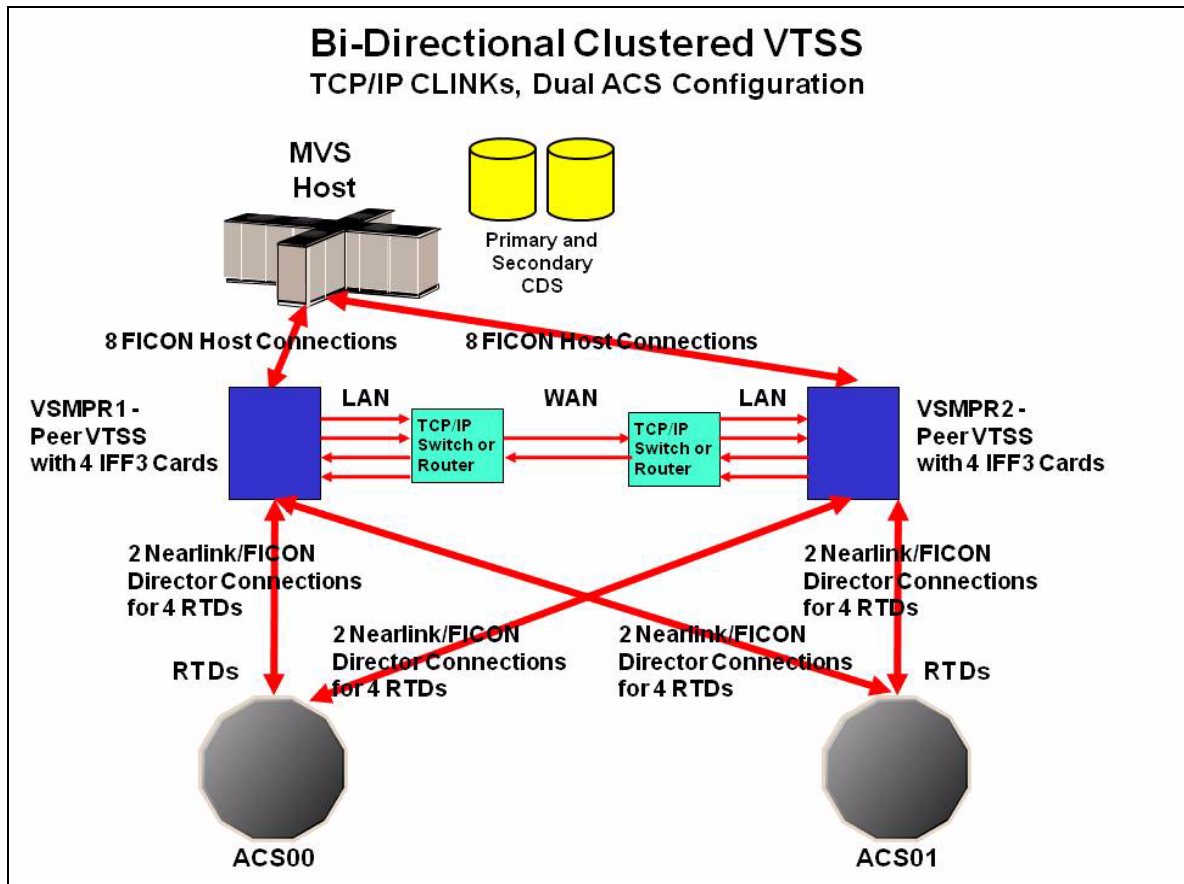 Bi-Directional Clustered VTSS
TCP/IP CLINKs, Dual ACS Configuration
MVS
Host
Primary and
Secondary
CDS
8 FICON Host Connections
8 FICON Host Connections
VSMPR1 -
Peer VTSS
with 4 IFF3 Cards
LAN
TCP/IP
Switch or
Router
WAN
TCP/IP
Switch or
Router
LAN
VSMPR2 -
Peer VTSS
with 4 IFF3 Cards
2 Nearlink/FICON
Director Connections
for 4 RTDs
2 Nearlink/FICON
Director Connections
for 4 RTDs
2 Nearlink/FICON
Director Connections
for 4 RTDs
2 Nearlink/FICON
Director Connections
for 4 RTDs
RTDs
RTDs
ACS00
ACS01